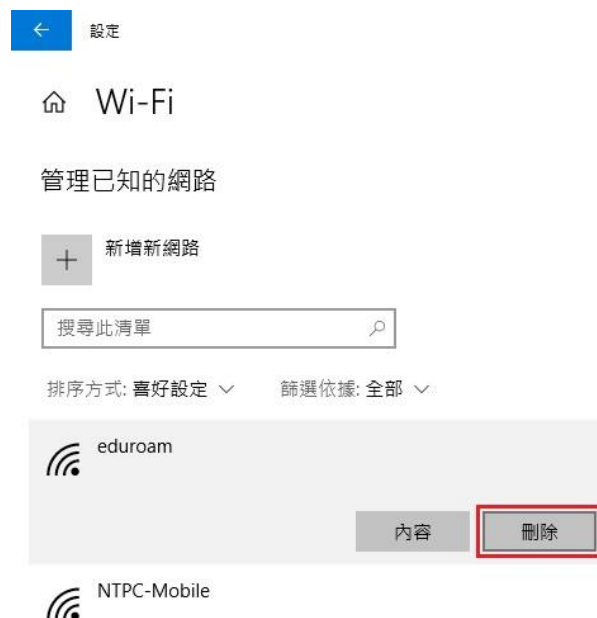 設定
Wi-Fi
管理已知的網路
新增新網路
搜尋此清單
排序方式: 喜好設定 篩選依據: 全部
eduroam
內容 刪除
NTPC-Mobile